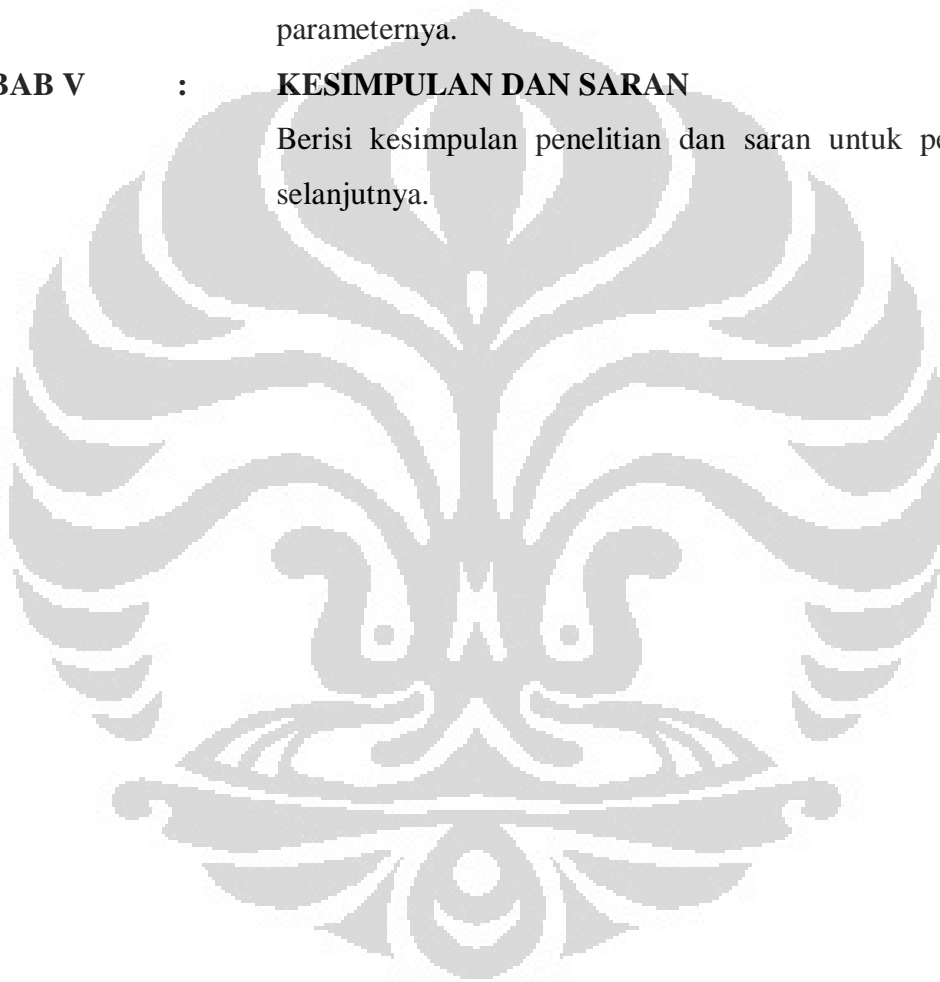 parameternya.
BAB V : KESIMPULAN DAN SARAN
Berisi kesimpulan penelitian dan saran untuk
selanjutnya.